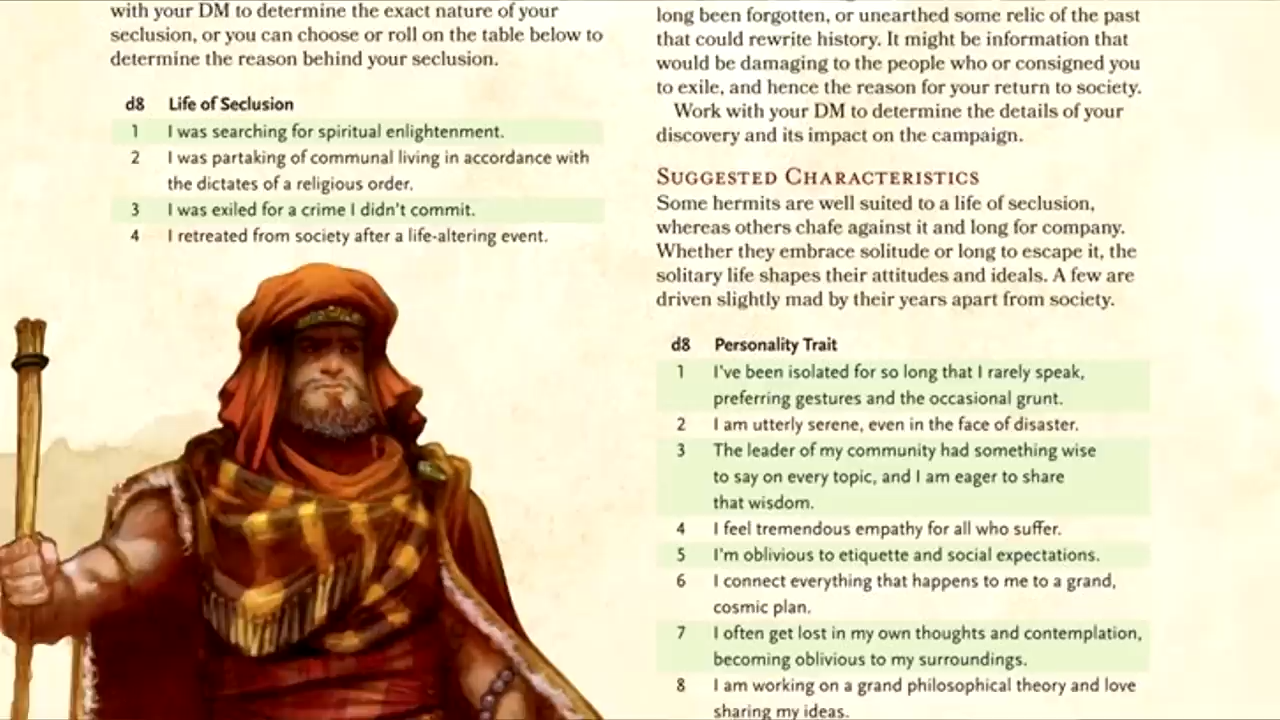 with your DM to determine the exact nature of your
seclusion, or you can choose or roll on the table below to
determine the reason behind your seclusion.
d8 Life of Seclusion
1 I was searching for spiritual enlightenment.
2 I was partaking of communal living in accordance with
the dictates of a religious order.
3 I was exiled for a crime I didn't commit.
4 I retreated from society after a life-altering event.
long been forgotten, or unearthed some relic of the past
that could rewrite history. It might be information that
would be damaging to the people who or consigned you
to exile, and hence the reason for your return to society.
Work with your DM to determine the details of your
discovery and its impact on the campaign.
Suggested Characteristics
Some hermits are well suited to a life of seclusion,
whereas others chafe against it and long for company.
Whether they embrace solitude or long to escape it, the
solitary life shapes their attitudes and ideals. A few are
driven slightly mad by their years apart from society.
d8 Personality Trait
1 I've been isolated for so long that I rarely speak,
preferring gestures and the occasional grunt.
2 I am utterly serene, even in the face of disaster.
3 The leader of my community had something wise
to say on every topic, and I am eager to share
that wisdom.
4 I feel tremendous empathy for all who suffer.
5 I'm oblivious to etiquette and social expectations.
6 I connect everything that happens to me to a grand,
cosmic plan.
7 I often get lost in my own thoughts and contemplation,
becoming oblivious to my surroundings.
8 I am working on a grand philosophical theory and love
sharing my ideas.